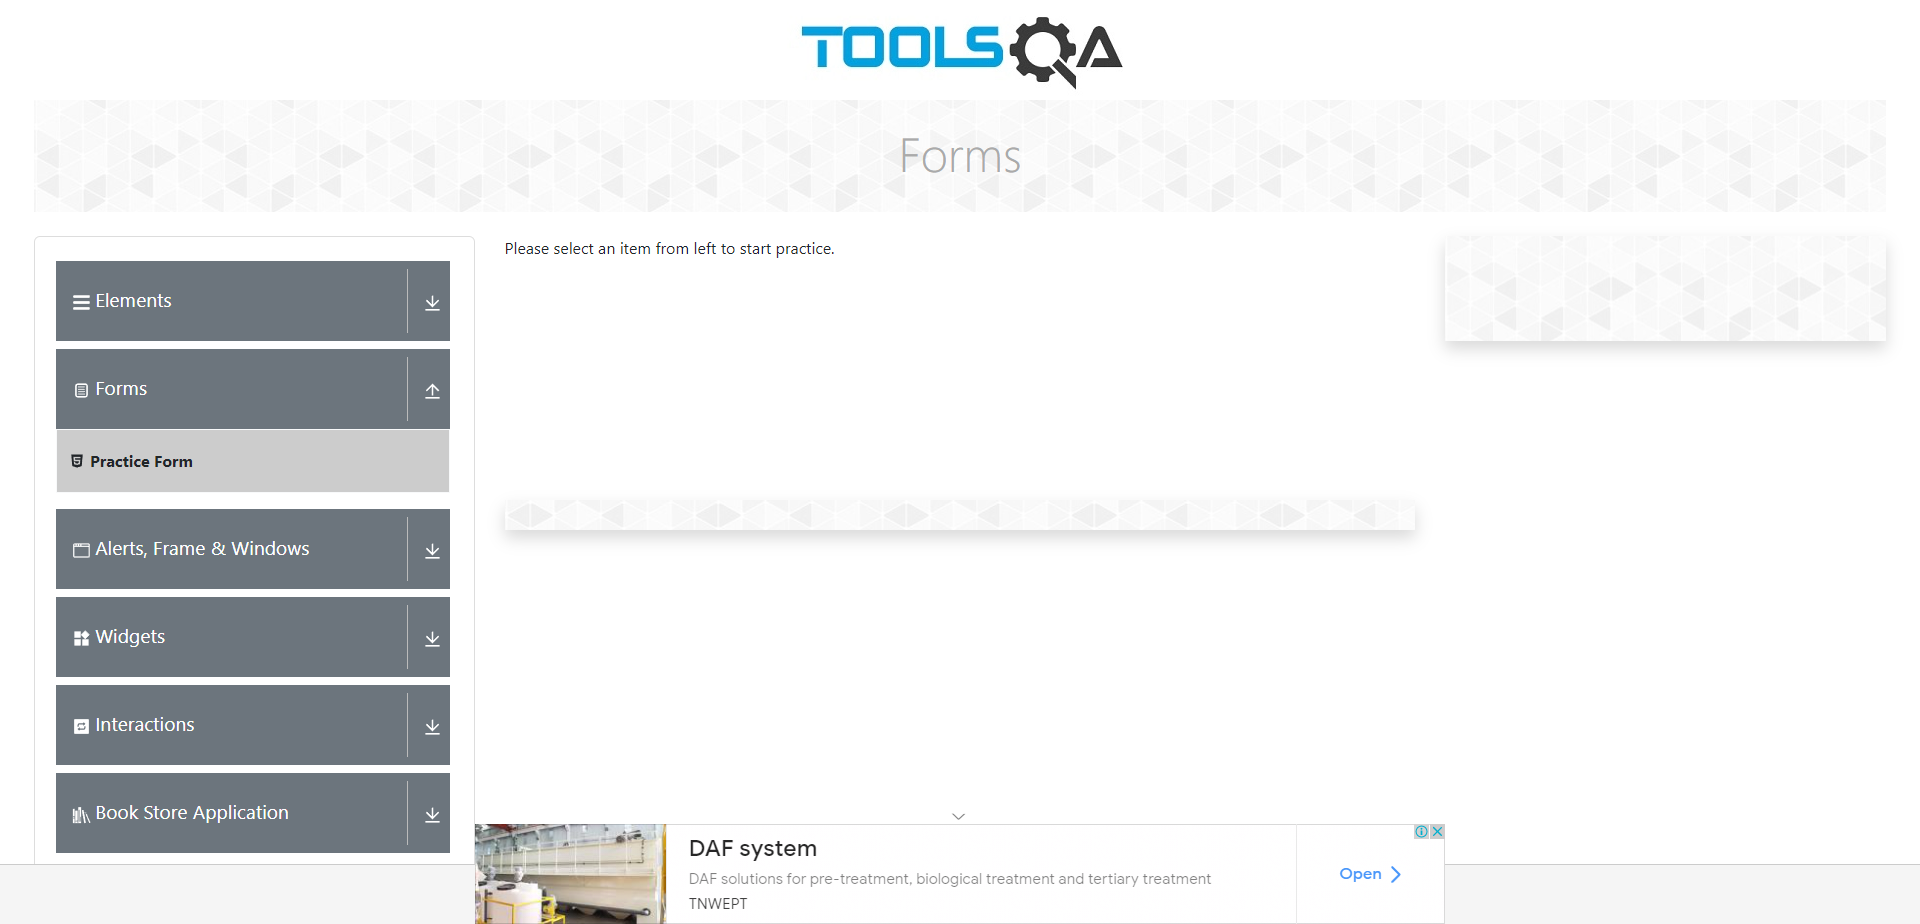 TOOLSQA
Forms
Elements
Forms
Practice Form
Alerts, Frame & Windows
Widgets
Interactions
Book Store Application
Please select an item from left to start practice.
DAF system
DAF solutions for pre-treatment, biological treatment and tertiary treatment
TNWEPT
Open